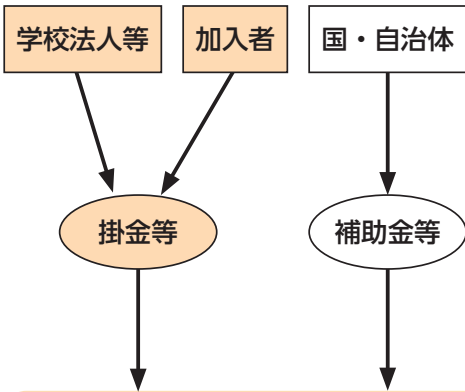 学校法人等
加入者
国・自治体
掛金等
補助金等